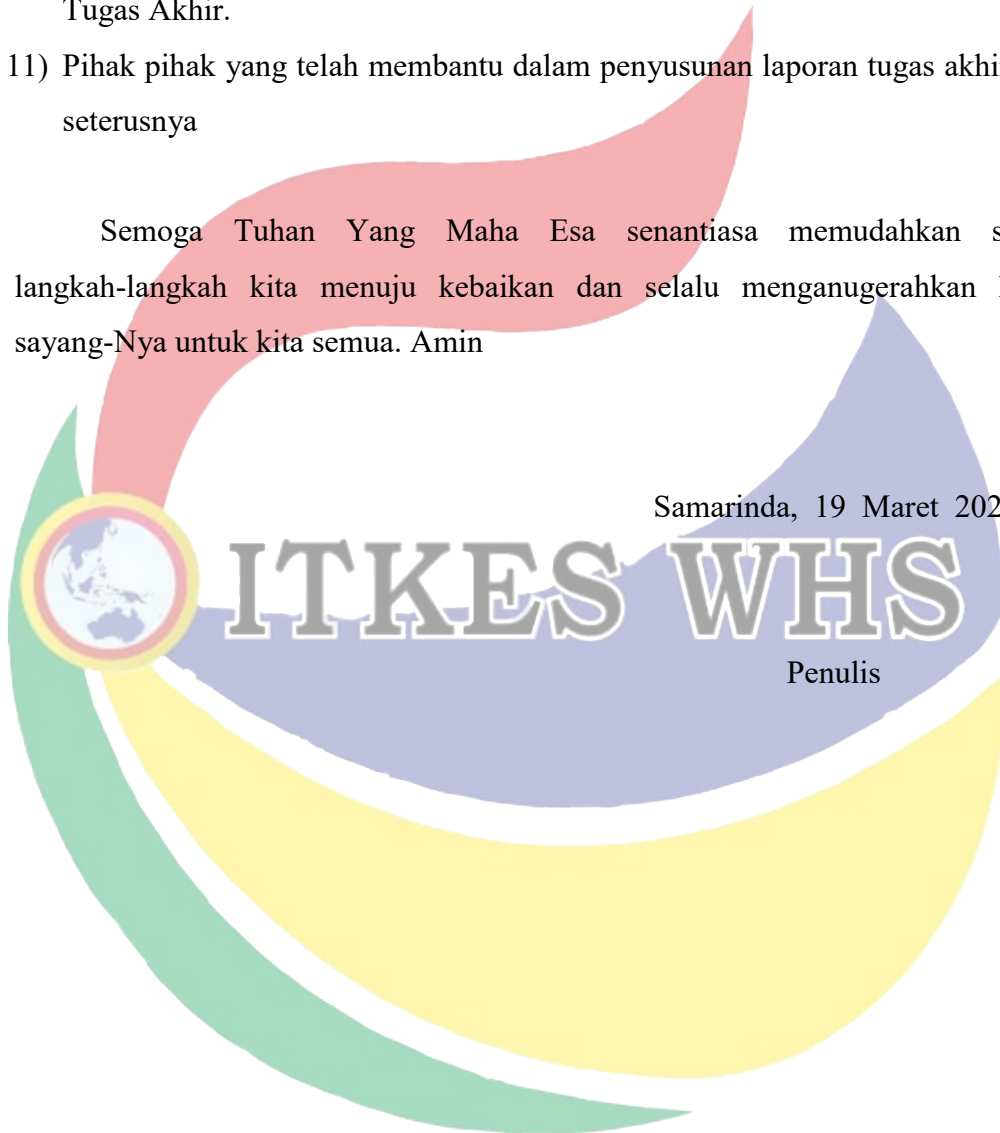 Tugas Akhir.
11) Pihak pihak yang telah membantu dalam penyusunan laporan tugas akhir
seterusnya
Semoga Tuhan Yang Maha Esa senantiasa memudahkan
langkah-langkah kita menuju kebaikan dan selalu menganugerahkan
sayang-Nya untuk kita semua. Amin
Samarinda, 19 Maret 202
ITKES WHS
Penulis